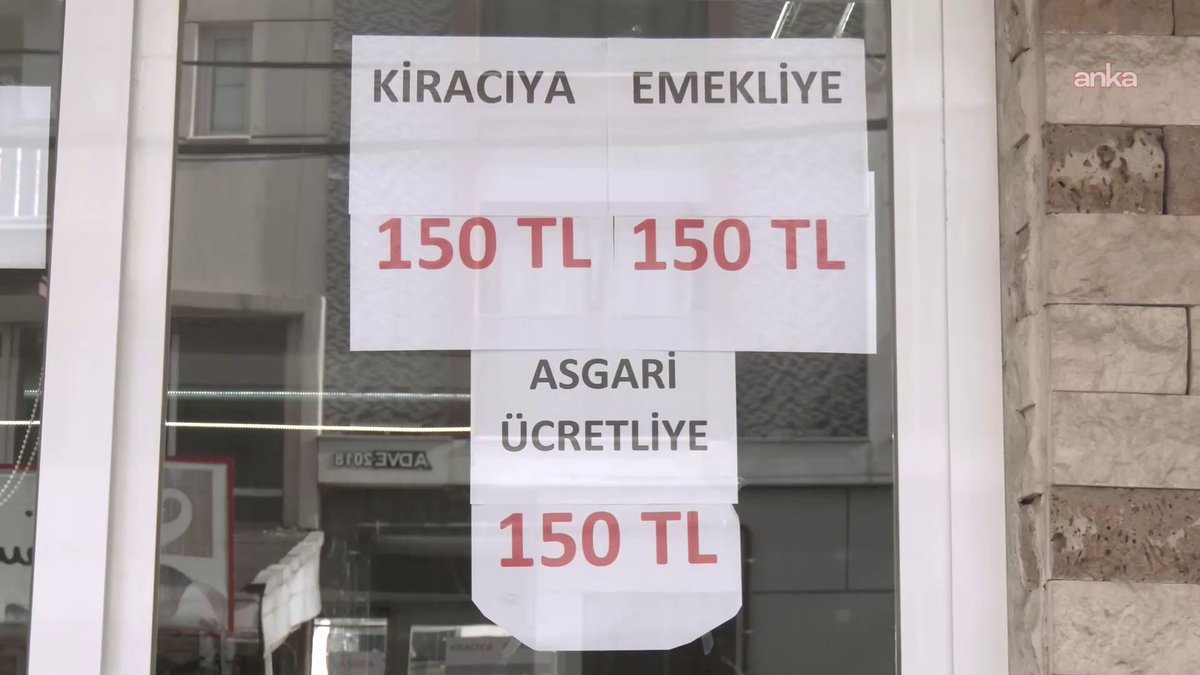 anka
KİRACIYA EMEKLİYE
150 TL 150 TL
ASGARİ
ÜCRETLİYE
150 TL
ADVE 2018